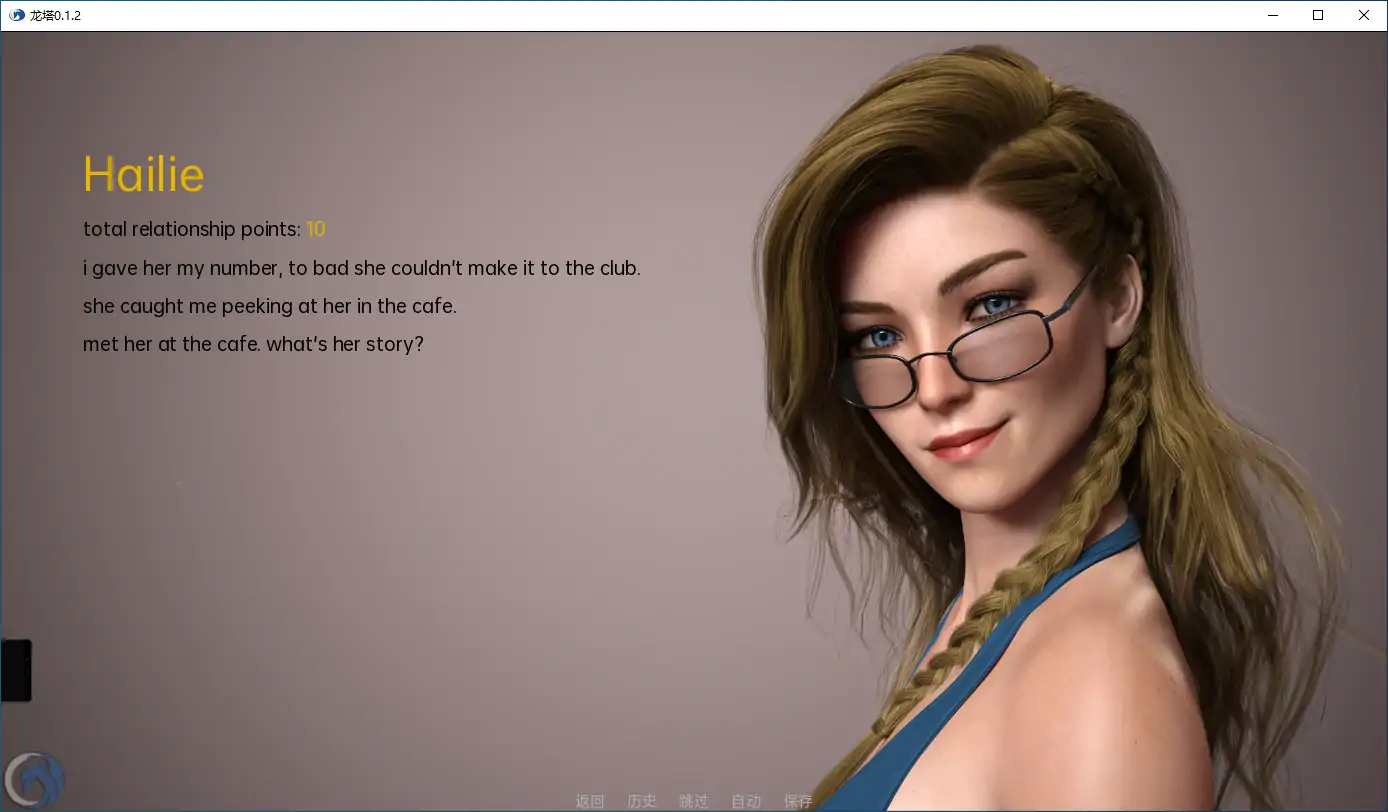 龙塔0.1.2
Hailie
total relationship points: 10
i gave her my number, to bad she couldn't make it to the club.
she caught me peeking at her in the cafe.
met her at the cafe. what's her story?
返回 历史 跳过 自动 保存